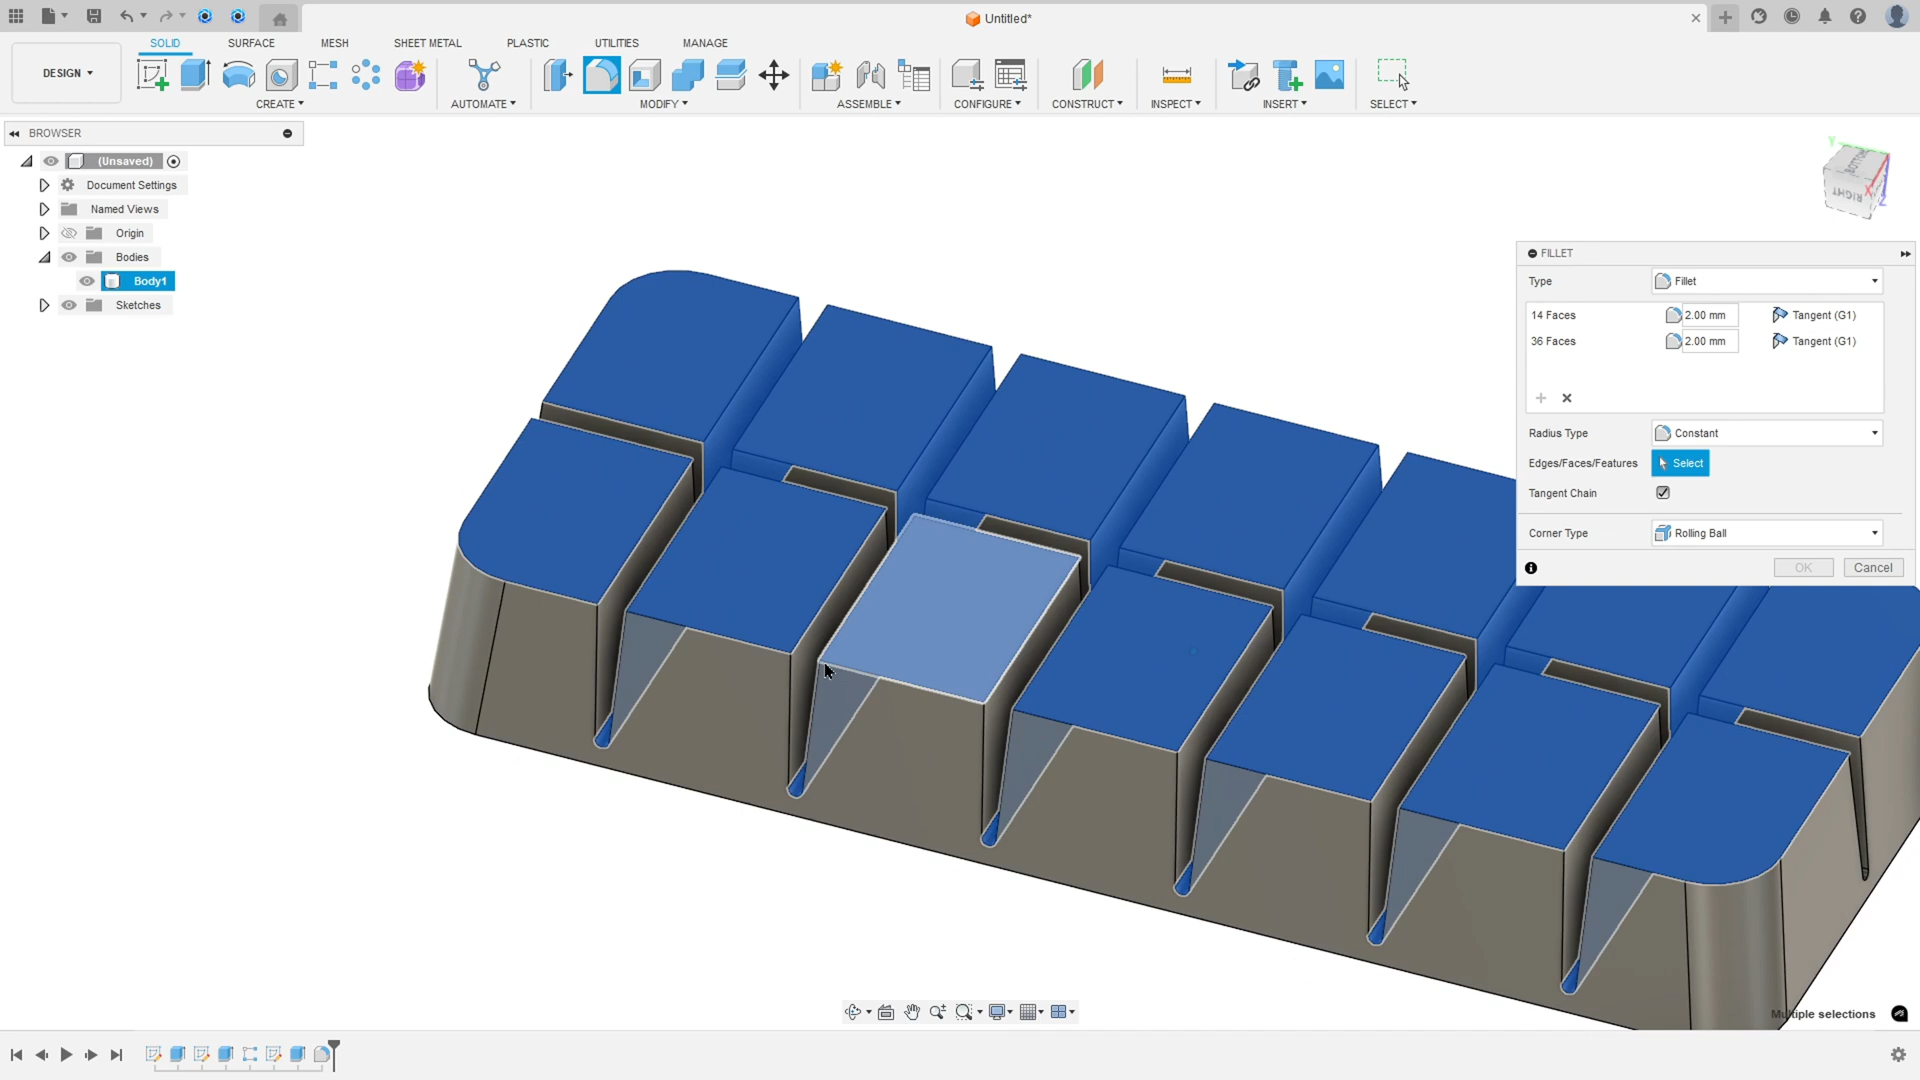 Untitled*
SOLID SURFACE MESH SHEET METAL PLASTIC UTILITIES MANAGE
DESIGN
CREATE AUTOMATE MODIFY ASSEMBLE CONFIGURE CONSTRUCT INSPECT INSERT SELECT
BROWSER
(Unsaved)
Document Settings
Named Views
Origin
Bodies
Body1
Sketches
Y
X
Z
RIGHT
FILLET
Type Fillet
14 Faces 2.00 mm Tangent (G1)
36 Faces 2.00 mm Tangent (G1)
Radius Type Constant
Edges/Faces/Features Select
Tangent Chain
Corner Type Rolling Ball
OK Cancel
Multiple selections